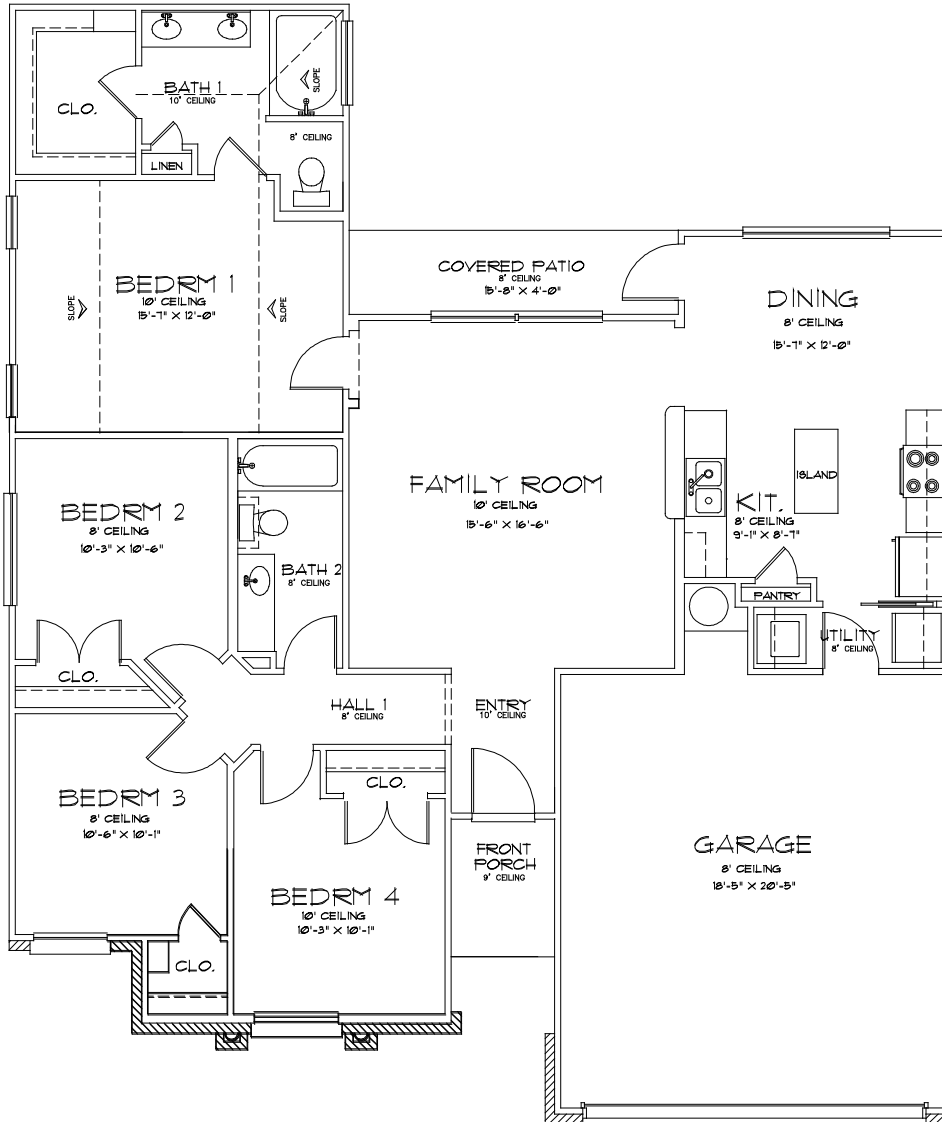 BATH 1
10' CEILING
SLOPE
CLO.
8' CEILING
LINEN
COVERED PATIO
8' CEILING
15'-8" X 4'-0"
BEDRM 1
10' CEILING
15'-7" X 12'-0"
SLOPE
SLOPE
DINING
8' CEILING
15'-7" X 12'-0"
FAMILY ROOM
10' CEILING
15'-6" X 16'-6"
ISLAND
KIT.
8' CEILING
9'-1" X 8'-7"
BEDRM 2
8' CEILING
10'-3" X 10'-6"
BATH 2
8' CEILING
PANTRY
UTILITY
8' CEILING
CLO.
HALL 1
8' CEILING
ENTRY
10' CEILING
BEDRM 3
8' CEILING
10'-6" X 10'-1"
CLO.
FRONT
PORCH
9' CEILING
GARAGE
8' CEILING
18'-5" X 20'-5"
BEDRM 4
10' CEILING
10'-3" X 10'-1"
CLO.